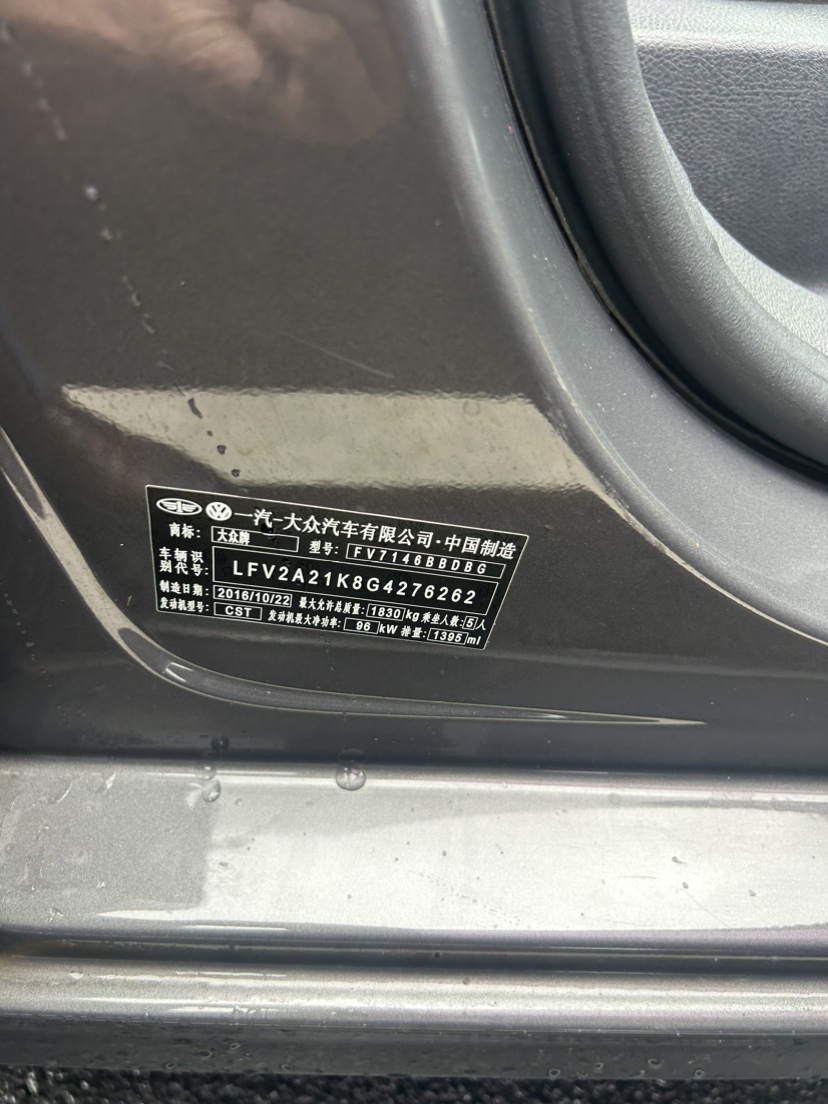 一汽-大众汽车有限公司·中国制造
商标: 大众牌 型号: FV7146BBDBG
车辆识别代号: LFV2A21K8G4276262
制造日期: 2016/10/22 最大允许总质量: 1830 kg 乘坐人数: 5 人
发动机型号: CST 发动机最大净功率: 96 kW 排量: 1395 ml